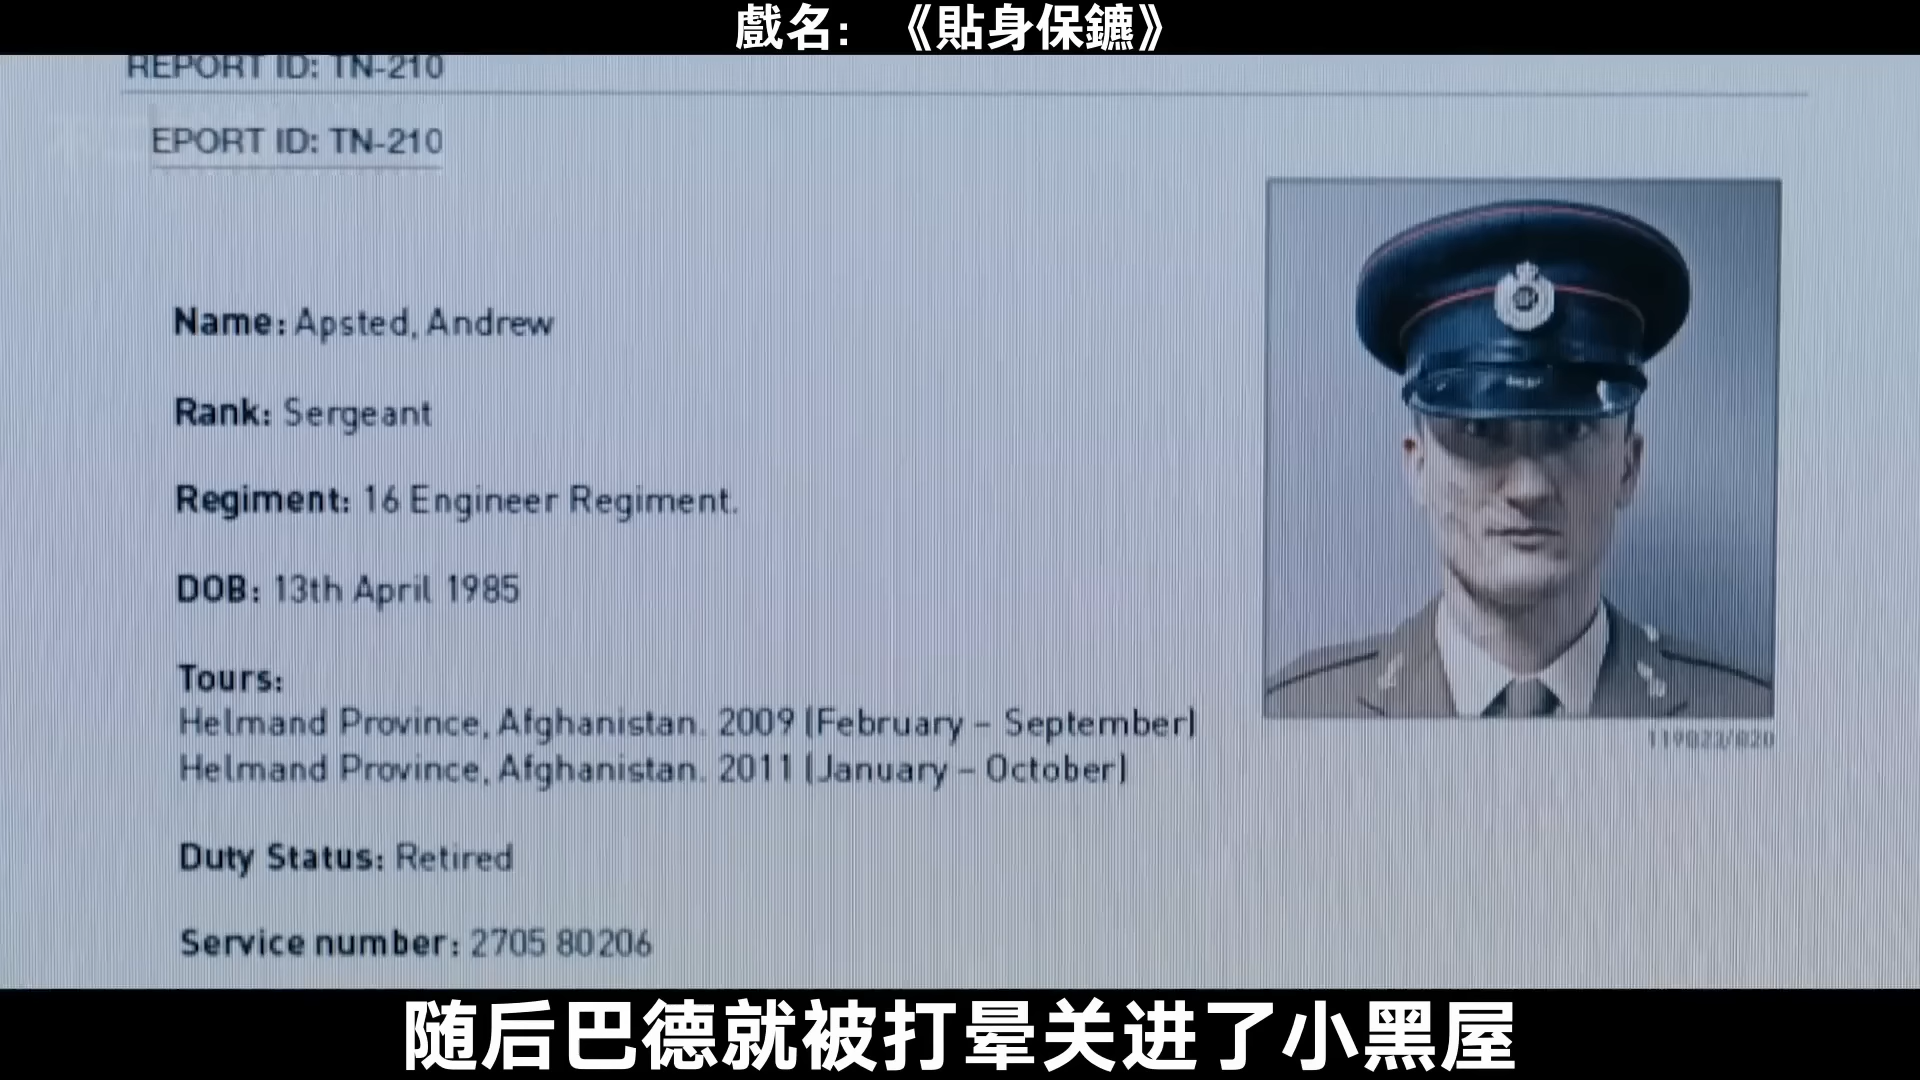 戲名：《貼身保鑣》
REPORT ID: TN-210
EPORT ID: TN-210
Name: Apsted, Andrew
Rank: Sergeant
Regiment: 16 Engineer Regiment.
DOB: 13th April 1985
Tours:
Helmand Province, Afghanistan. 2009 (February – September)
Helmand Province, Afghanistan. 2011 (January – October)
Duty Status: Retired
Service number: 2705 80206
随后巴德就被打晕关进了小黑屋